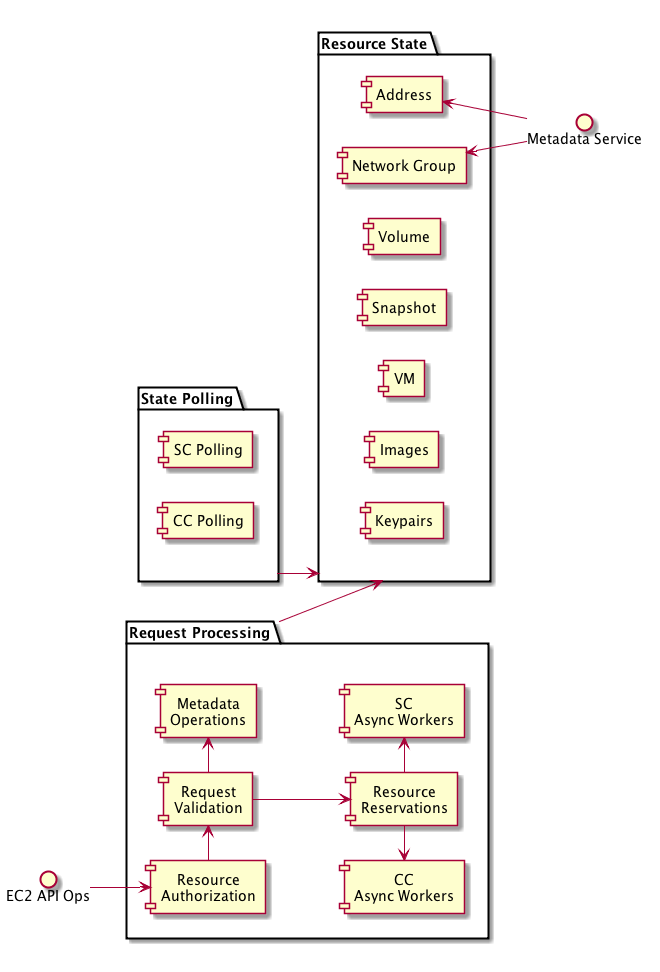 Resource State
Address
Metadata Service
Network Group
Volume
Snapshot
VM
Images
Keypairs
State Polling
SC Polling
CC Polling
Request Processing
Metadata
Operations
SC
Async Workers
Request
Validation
Resource
Reservations
Resource
Authorization
CC
Async Workers
EC2 API Ops